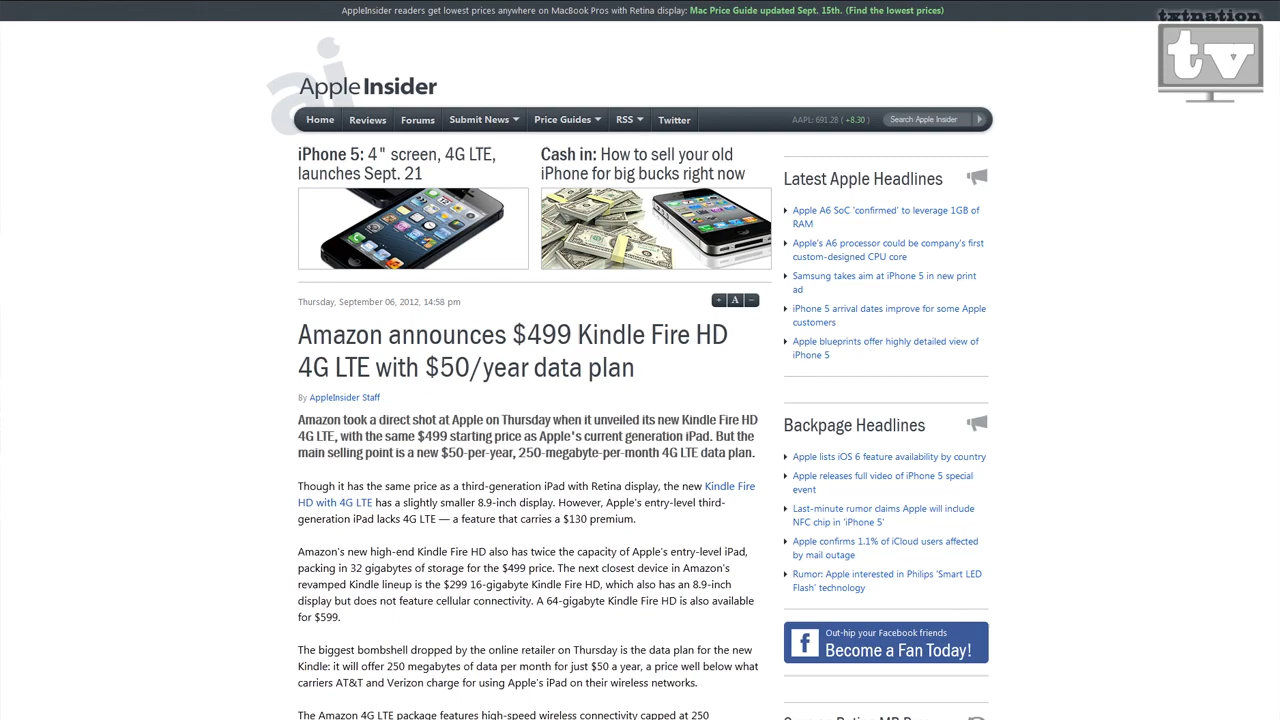 AppleInsider readers get lowest prices anywhere on MacBook Pros with Retina display: Mac Price Guide updated Sept. 15th. (Find the lowest prices)
txtnation
tv
ai
AppleInsider
Home Reviews Forums Submit News Price Guides RSS Twitter
AAPL: 691.28 ( +8.30 ) Search Apple Insider
iPhone 5: 4" screen, 4G LTE,
launches Sept. 21
Cash in: How to sell your old
iPhone for big bucks right now
Thursday, September 06, 2012, 14:58 pm
+ A −
Amazon announces $499 Kindle Fire HD
4G LTE with $50/year data plan
By AppleInsider Staff
Amazon took a direct shot at Apple on Thursday when it unveiled its new Kindle Fire HD
4G LTE, with the same $499 starting price as Apple's current generation iPad. But the
main selling point is a new $50-per-year, 250-megabyte-per-month 4G LTE data plan.
Though it has the same price as a third-generation iPad with Retina display, the new Kindle Fire
HD with 4G LTE has a slightly smaller 8.9-inch display. However, Apple's entry-level third-
generation iPad lacks 4G LTE — a feature that carries a $130 premium.
Amazon's new high-end Kindle Fire HD also has twice the capacity of Apple's entry-level iPad,
packing in 32 gigabytes of storage for the $499 price. The next closest device in Amazon's
revamped Kindle lineup is the $299 16-gigabyte Kindle Fire HD, which also has an 8.9-inch
display but does not feature cellular connectivity. A 64-gigabyte Kindle Fire HD is also available
for $599.
The biggest bombshell dropped by the online retailer on Thursday is the data plan for the new
Kindle: it will offer 250 megabytes of data per month for just $50 a year, a price well below what
carriers AT&T and Verizon charge for using Apple's iPad on their wireless networks.
The Amazon 4G LTE package features high-speed wireless connectivity capped at 250
Latest Apple Headlines
Apple A6 SoC 'confirmed' to leverage 1GB of
RAM
Apple's A6 processor could be company's first
custom-designed CPU core
Samsung takes aim at iPhone 5 in new print
ad
iPhone 5 arrival dates improve for some Apple
customers
Apple blueprints offer highly detailed view of
iPhone 5
Backpage Headlines
Apple lists iOS 6 feature availability by country
Apple releases full video of iPhone 5 special
event
Last-minute rumor claims Apple will include
NFC chip in 'iPhone 5'
Apple confirms 1.1% of iCloud users affected
by mail outage
Rumor: Apple interested in Philips 'Smart LED
Flash' technology
f
Out-hip your Facebook friends
Become a Fan Today!